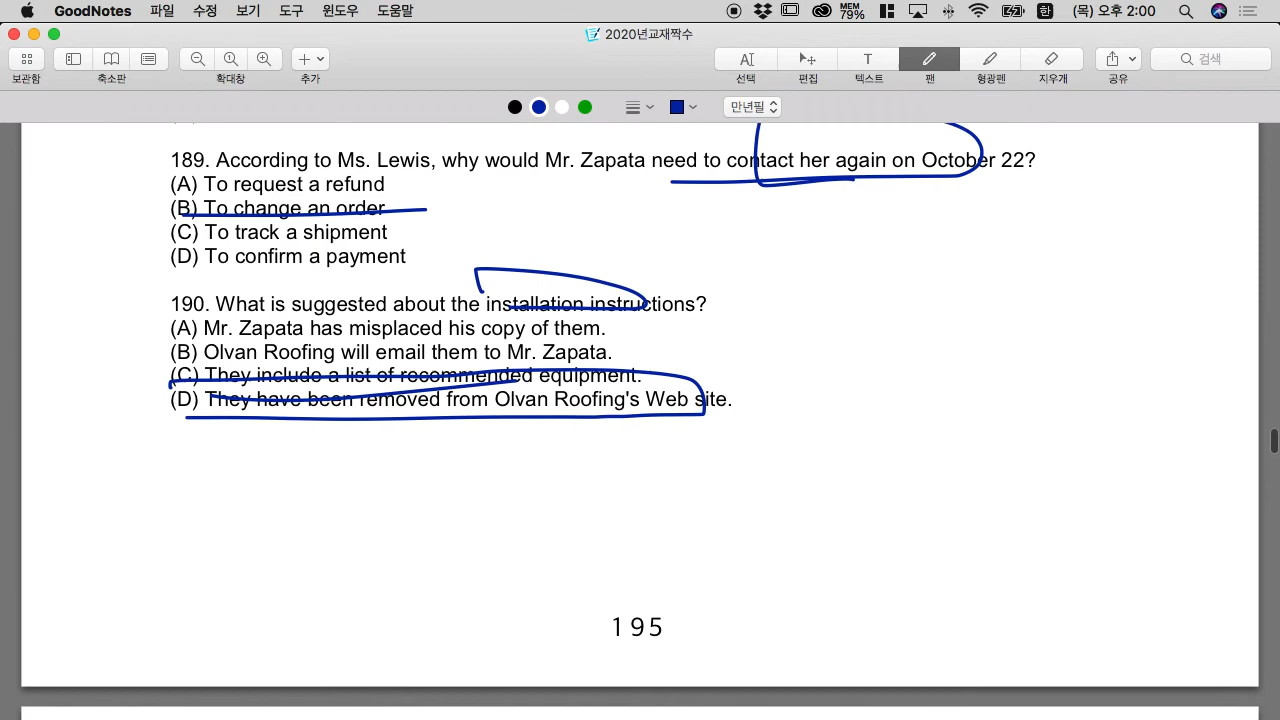 GoodNotes 파일 수정 보기 도구 윈도우 도움말 MEM 79% 한 (목) 오후 2:00
2020년교재짝수
보관함 축소판 확대창 추가 선택 편집 텍스트 펜 형광펜 지우개 공유 검색
만년필
189. According to Ms. Lewis, why would Mr. Zapata need to contact her again on October 22?
(A) To request a refund
(B) To change an order
(C) To track a shipment
(D) To confirm a payment
190. What is suggested about the installation instructions?
(A) Mr. Zapata has misplaced his copy of them.
(B) Olvan Roofing will email them to Mr. Zapata.
(C) They include a list of recommended equipment.
(D) They have been removed from Olvan Roofing's Web site.
195